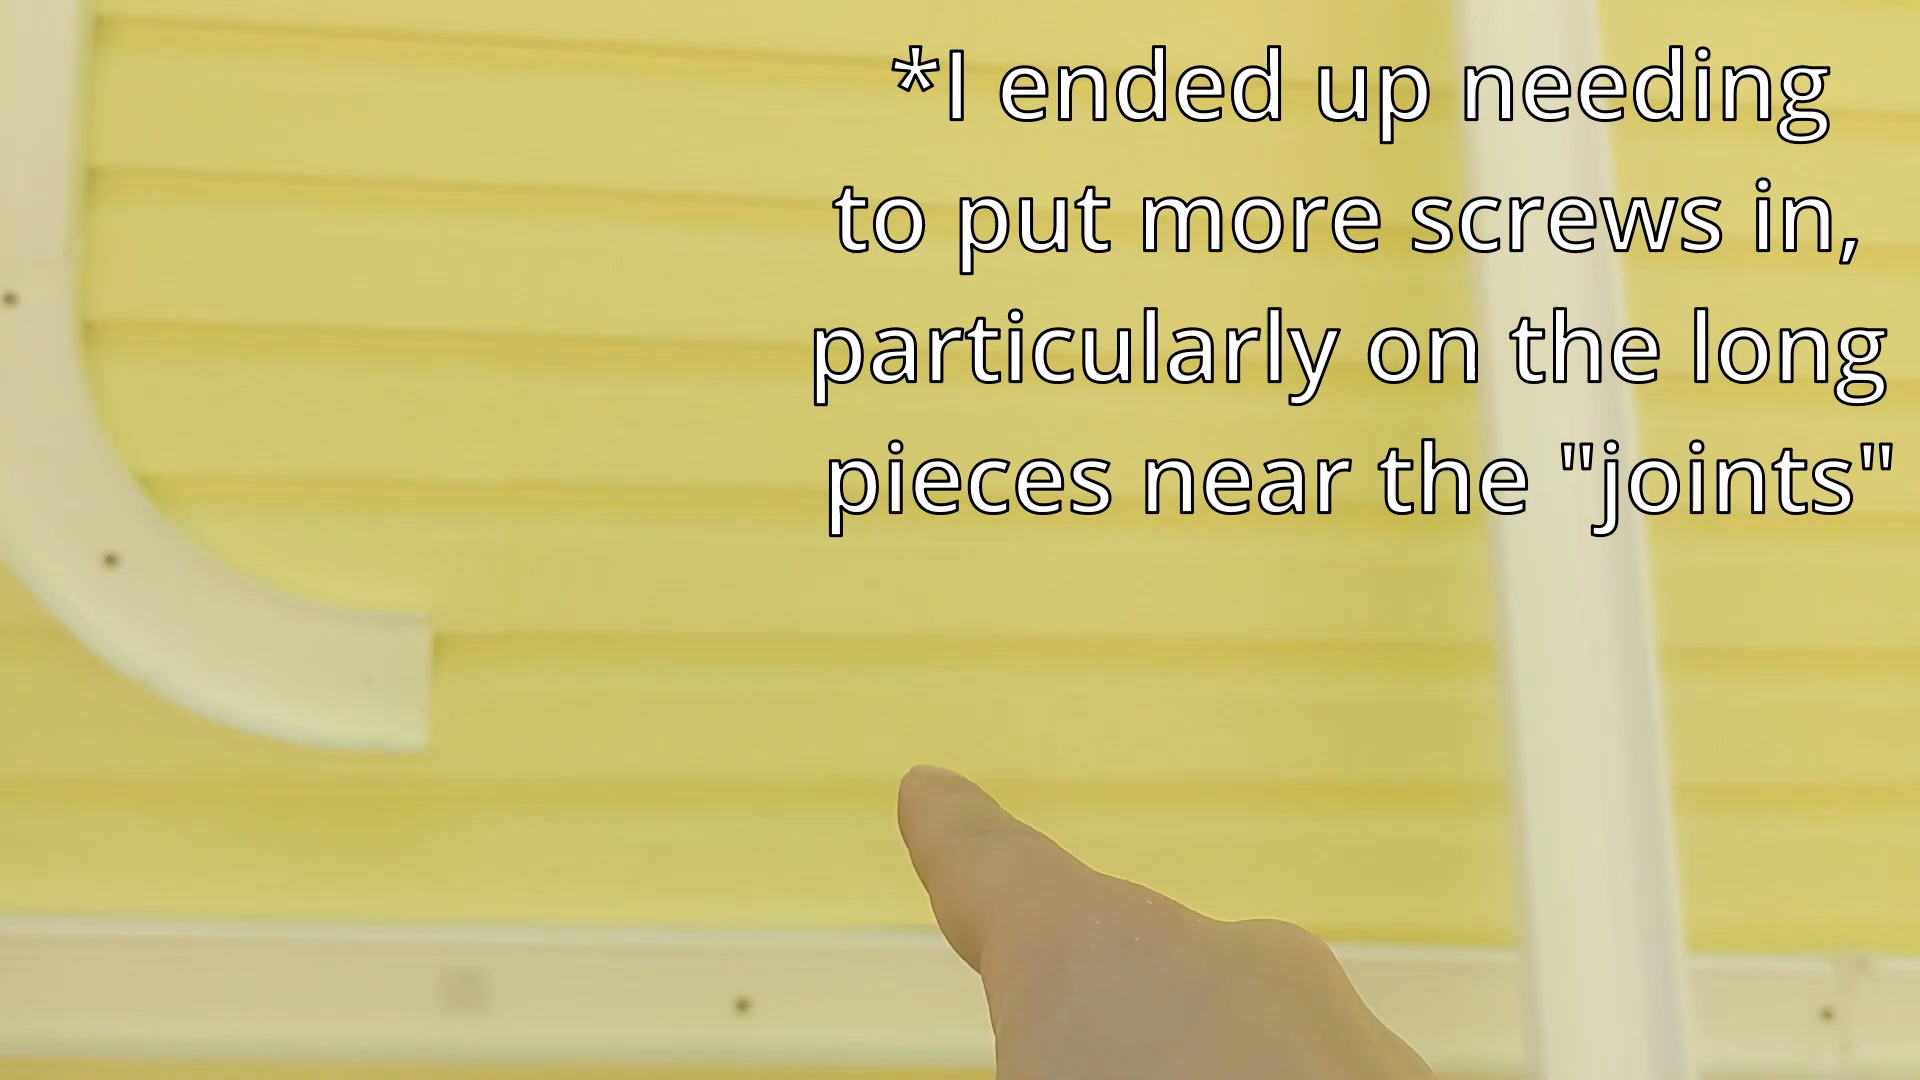 *I ended up needing
to put more screws in,
particularly on the long
pieces near the "joints"